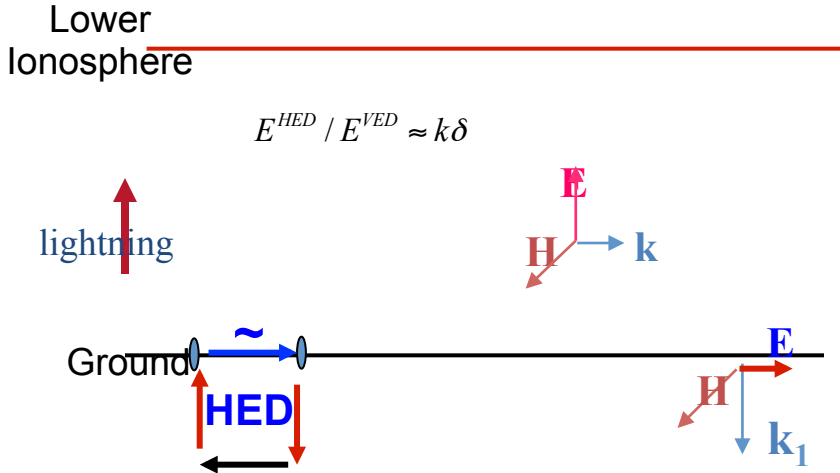 Lower
Ionosphere
E^{HED} / E^{VED} ≈ kδ
E
lightning
H
k
~
E
Ground
HED
H
k₁